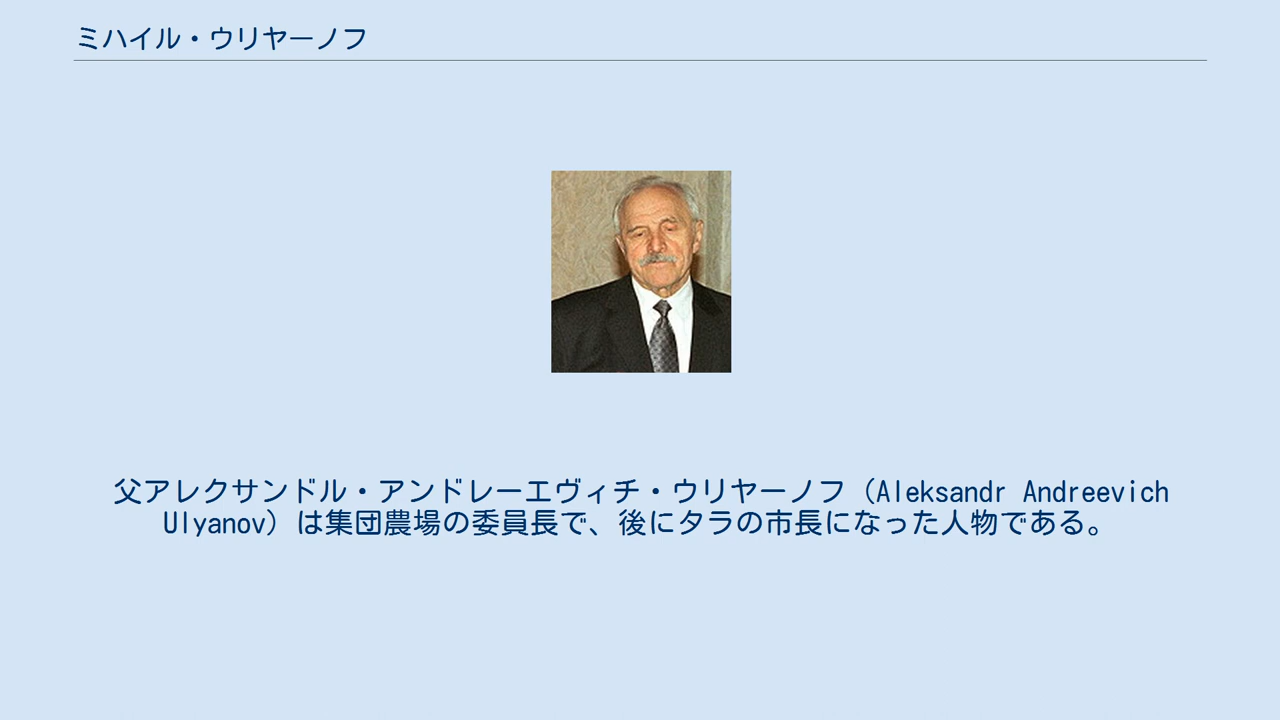 ミハイル・ウリヤーノフ
父アレクサンドル・アンドレーエヴィチ・ウリヤーノフ（Aleksandr Andreevich
Ulyanov）は集団農場の委員長で、後にタラの市長になった人物である。